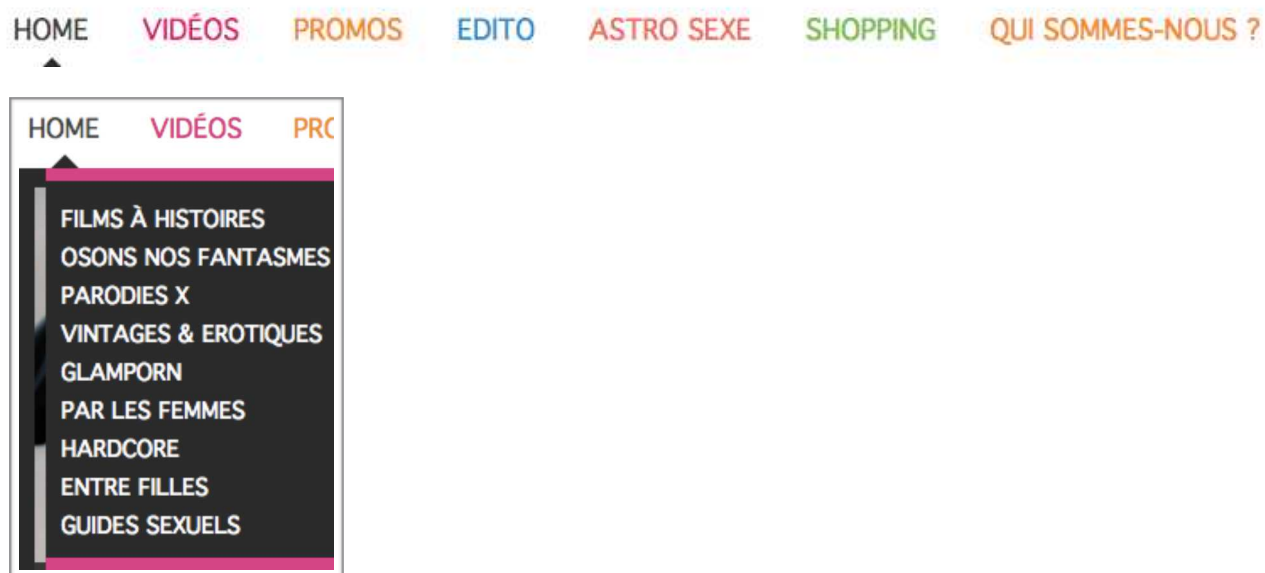 HOME VIDÉOS PROMOS EDITO ASTRO SEXE SHOPPING QUI SOMMES-NOUS ?
HOME VIDÉOS
FILMS À HISTOIRES
OSONS NOS FANTASMES
PARODIES X
VINTAGES & EROTIQUES
GLAMPORN
PAR LES FEMMES
HARDCORE
ENTRE FILLES
GUIDES SEXUELS